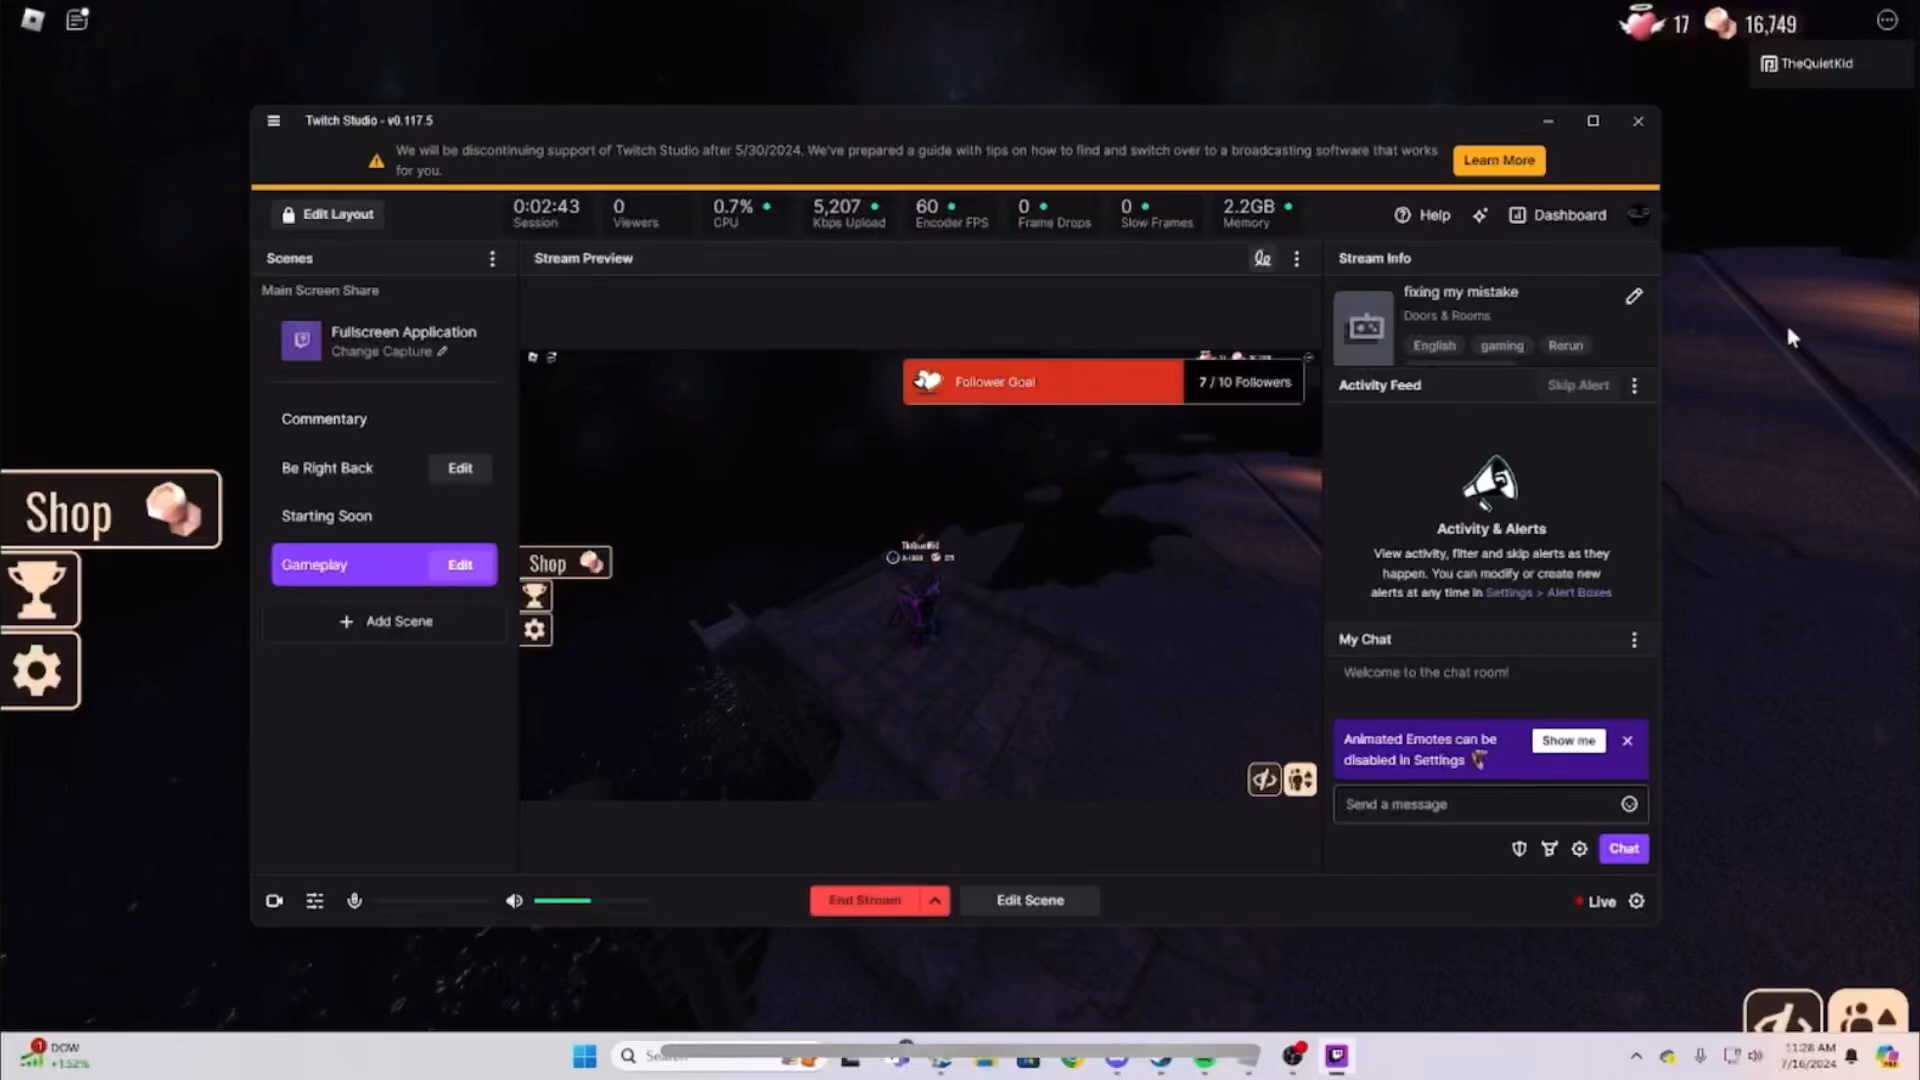 17
16,749
TheQuietKid
Twitch Studio - v0.117.5
We will be discontinuing support of Twitch Studio after 5/30/2024. We've prepared a guide with tips on how to find and switch over to a broadcasting software that works
for you.
Learn More
Edit Layout
0:02:43
Session
0
Viewers
0.7%
CPU
5,207
Kbps Upload
60
Encoder FPS
0
Frame Drops
0
Slow Frames
2.2GB
Memory
Help
Dashboard
Scenes
Stream Preview
Stream Info
Main Screen Share
Fullscreen Application
Change Capture
fixing my mistake
Doors & Rooms
English
gaming
Rerun
Follower Goal
7 / 10 Followers
Activity Feed
Skip Alert
Commentary
Be Right Back
Edit
Starting Soon
Gameplay
Edit
Add Scene
Shop
Shop
TheQuietKid
Activity & Alerts
View activity, filter and skip alerts as they
happen. You can modify or create new
alerts at any time in Settings > Alert Boxes
My Chat
Welcome to the chat room!
Animated Emotes can be
disabled in Settings
Show me
Send a message
Chat
End Stream
Edit Scene
Live
DOW
+1.52%
Search
11:28 AM
7/16/2024